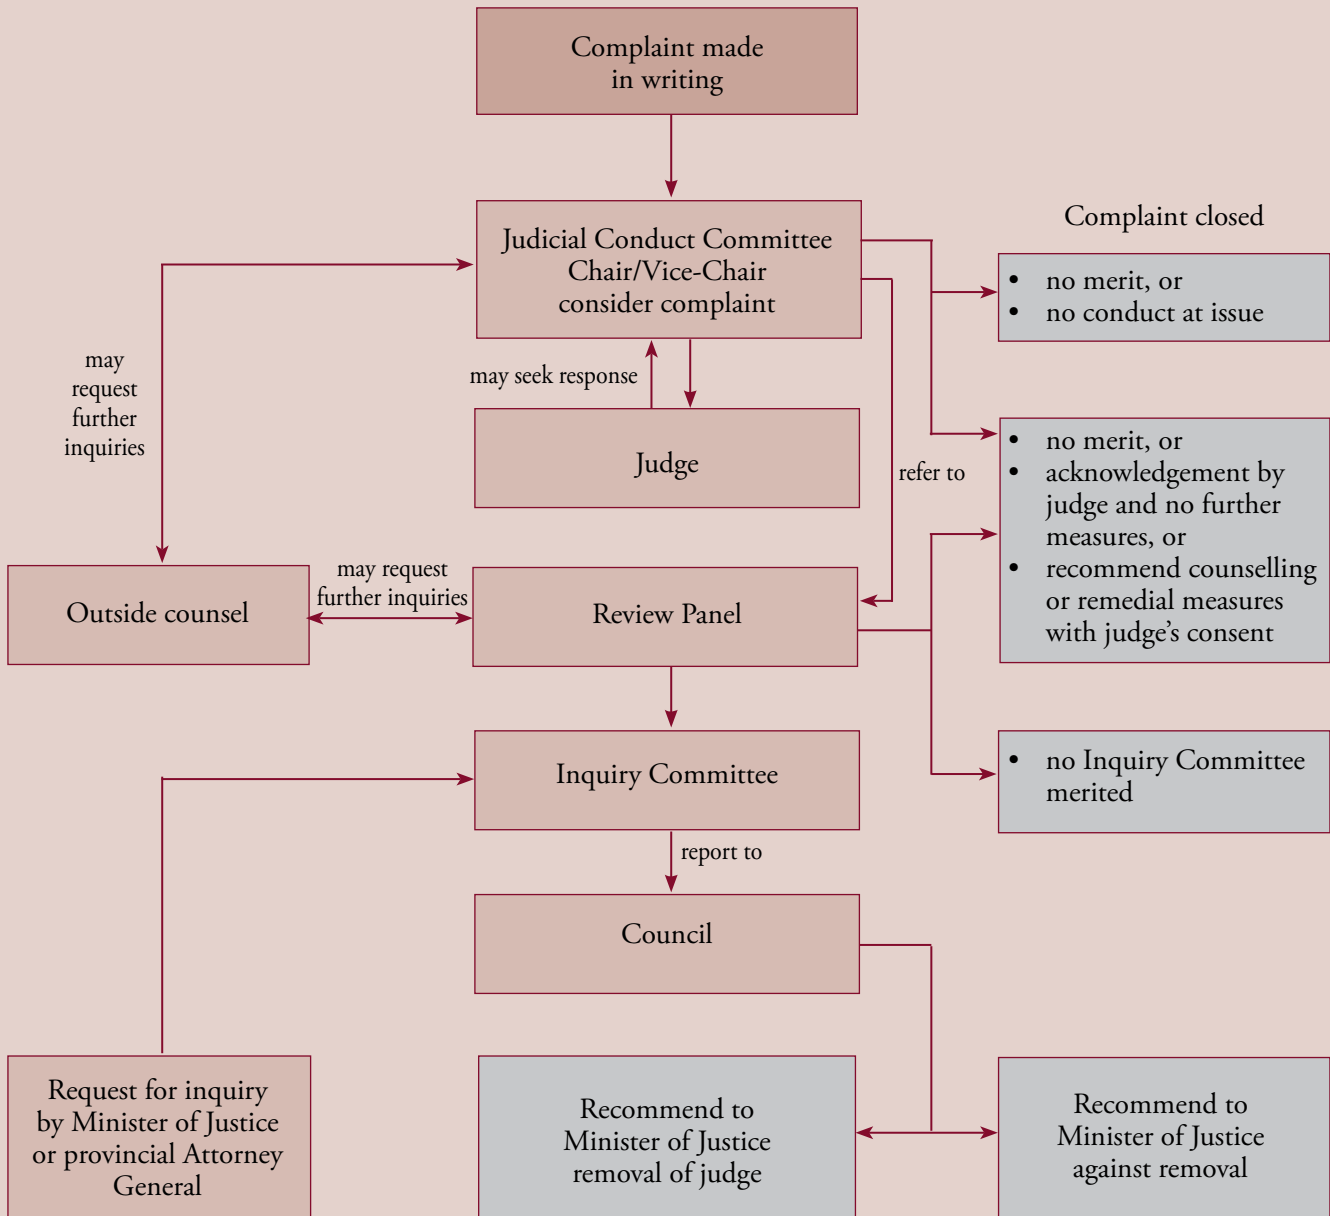 Complaint made
in writing
Complaint closed
Judicial Conduct Committee
Chair/Vice-Chair
consider complaint
• no merit, or
• no conduct at issue
may
request
further
inquiries
may seek response
Judge
refer to
• no merit, or
• acknowledgement by
judge and no further
measures, or
• recommend counselling
or remedial measures
with judge’s consent
Outside counsel
may request
further inquiries
Review Panel
Inquiry Committee
• no Inquiry Committee
merited
report to
Council
Request for inquiry
by Minister of Justice
or provincial Attorney
General
Recommend to
Minister of Justice
removal of judge
Recommend to
Minister of Justice
against removal